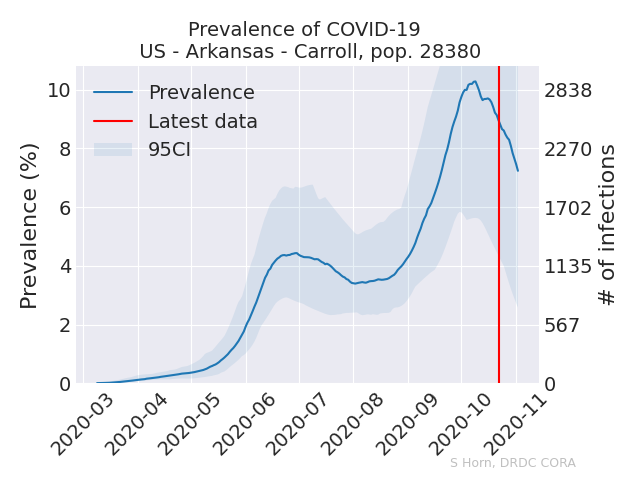 Prevalence of COVID-19
US - Arkansas - Carroll, pop. 28380
Prevalence
Latest data
95CI
Prevalence (%)
10
8
6
4
2
0
# of infections
2838
2270
1702
1135
567
0
2020-03
2020-04
2020-05
2020-06
2020-07
2020-08
2020-09
2020-10
2020-11
S Horn, DRDC CORA